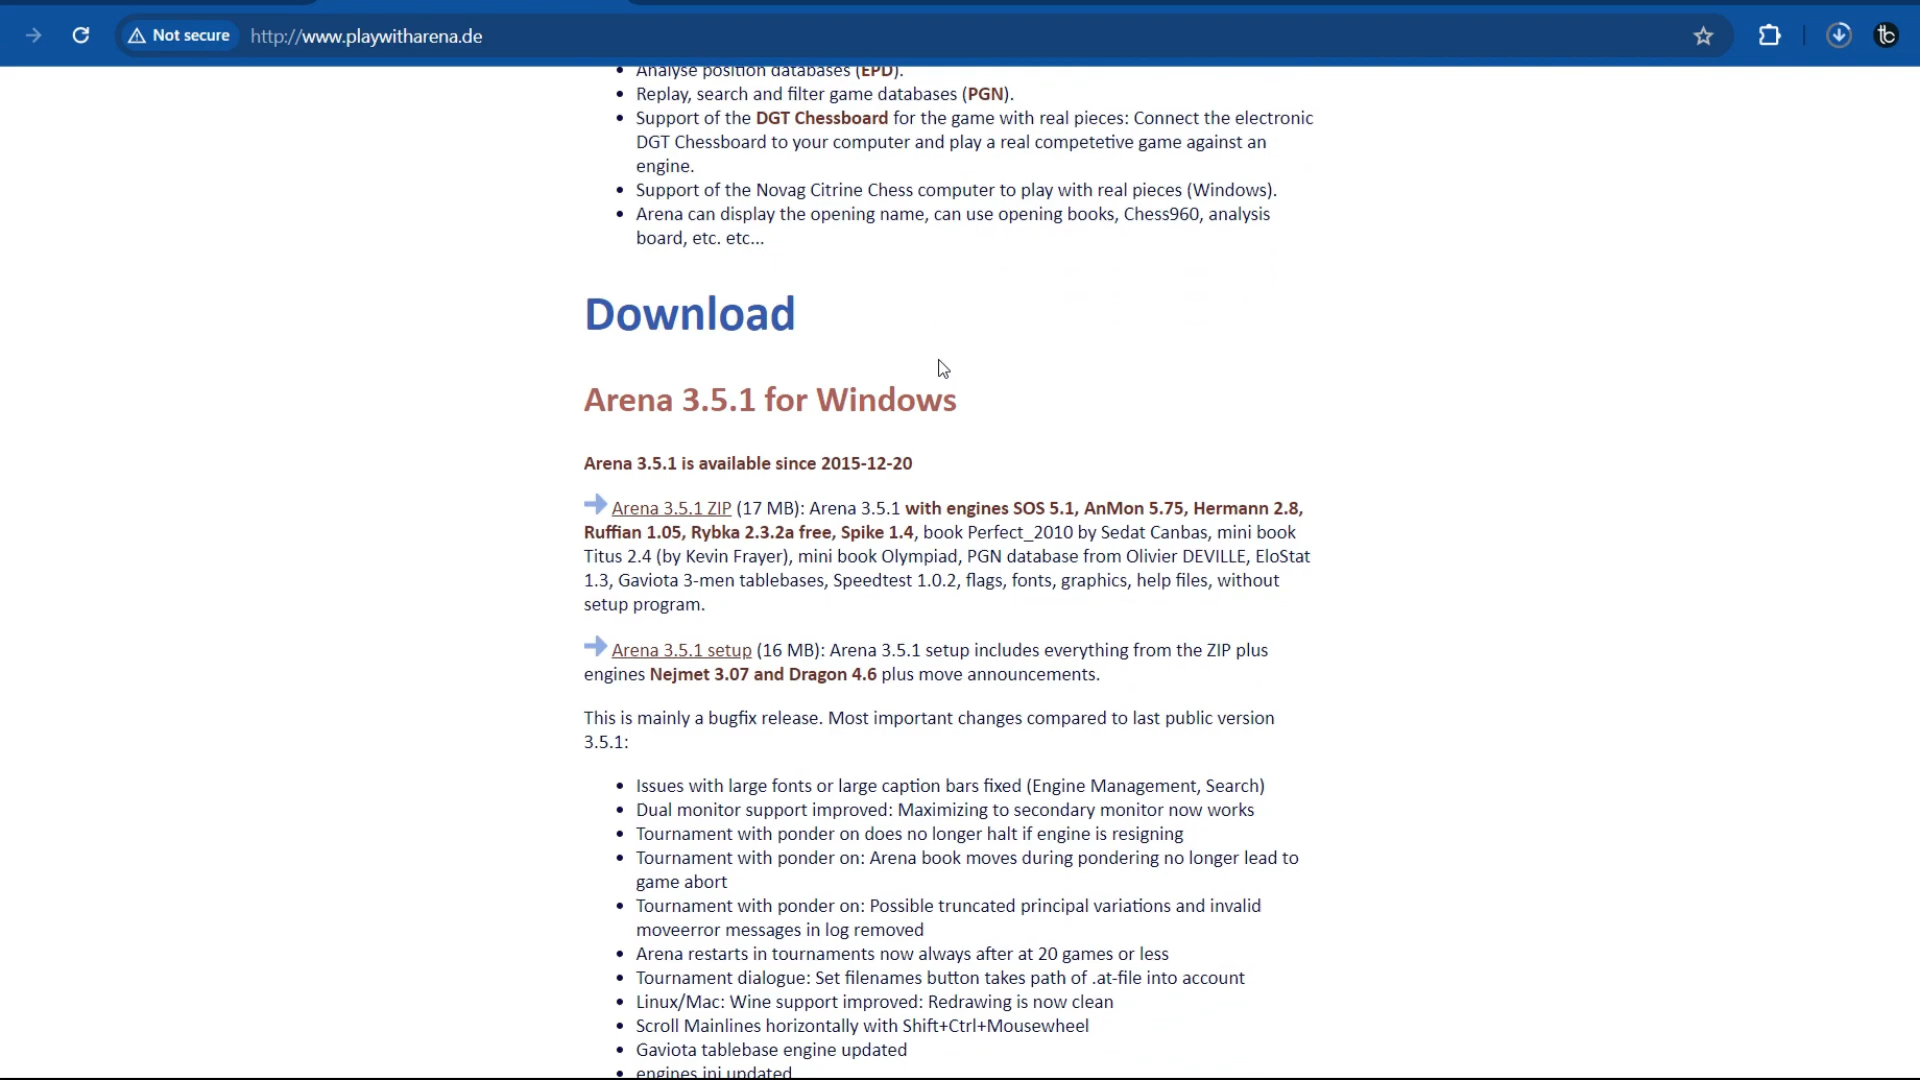 Not secure
http://www.playwitharena.de
tc
• Analyse position databases (EPD).
• Replay, search and filter game databases (PGN).
• Support of the DGT Chessboard for the game with real pieces: Connect the electronic
DGT Chessboard to your computer and play a real competetive game against an
engine.
• Support of the Novag Citrine Chess computer to play with real pieces (Windows).
• Arena can display the opening name, can use opening books, Chess960, analysis
board, etc. etc...
Download
Arena 3.5.1 for Windows
Arena 3.5.1 is available since 2015-12-20
Arena 3.5.1 ZIP (17 MB): Arena 3.5.1 with engines SOS 5.1, AnMon 5.75, Hermann 2.8,
Ruffian 1.05, Rybka 2.3.2a free, Spike 1.4, book Perfect_2010 by Sedat Canbas, mini book
Titus 2.4 (by Kevin Frayer), mini book Olympiad, PGN database from Olivier DEVILLE, EloStat
1.3, Gaviota 3-men tablebases, Speedtest 1.0.2, flags, fonts, graphics, help files, without
setup program.
Arena 3.5.1 setup (16 MB): Arena 3.5.1 setup includes everything from the ZIP plus
engines Nejmet 3.07 and Dragon 4.6 plus move announcements.
This is mainly a bugfix release. Most important changes compared to last public version
3.5.1:
• Issues with large fonts or large caption bars fixed (Engine Management, Search)
• Dual monitor support improved: Maximizing to secondary monitor now works
• Tournament with ponder on does no longer halt if engine is resigning
• Tournament with ponder on: Arena book moves during pondering no longer lead to
game abort
• Tournament with ponder on: Possible truncated principal variations and invalid
moveerror messages in log removed
• Arena restarts in tournaments now always after at 20 games or less
• Tournament dialogue: Set filenames button takes path of .at-file into account
• Linux/Mac: Wine support improved: Redrawing is now clean
• Scroll Mainlines horizontally with Shift+Ctrl+Mousewheel
• Gaviota tablebase engine updated
• engines ini updated